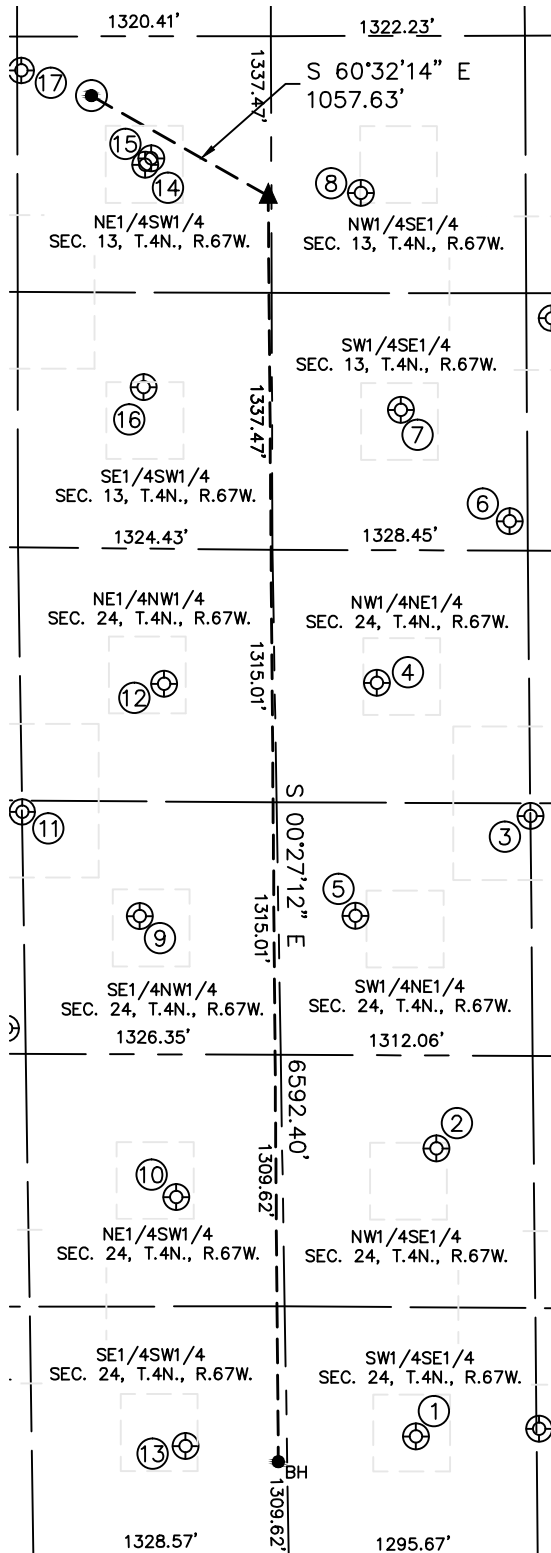 1320.41'
1322.23'
1337.47'
S 60°32'14" E
1057.63'
17
15
14
8
NE1/4SW1/4
SEC. 13, T.4N., R.67W.
NW1/4SE1/4
SEC. 13, T.4N., R.67W.
SW1/4SE1/4
SEC. 13, T.4N., R.67W.
16
1337.47'
7
SE1/4SW1/4
SEC. 13, T.4N., R.67W.
6
1324.43'
1328.45'
NE1/4NW1/4
SEC. 24, T.4N., R.67W.
NW1/4NE1/4
SEC. 24, T.4N., R.67W.
12
1315.01'
4
S 00°27'12" E
11
3
5
9
1315.01'
SE1/4NW1/4
SEC. 24, T.4N., R.67W.
SW1/4NE1/4
SEC. 24, T.4N., R.67W.
1326.35'
1312.06'
6592.40'
2
10
1309.62'
NE1/4SW1/4
SEC. 24, T.4N., R.67W.
NW1/4SE1/4
SEC. 24, T.4N., R.67W.
SE1/4SW1/4
SEC. 24, T.4N., R.67W.
SW1/4SE1/4
SEC. 24, T.4N., R.67W.
1
13
BH
1309.62'
1328.57'
1295.67'